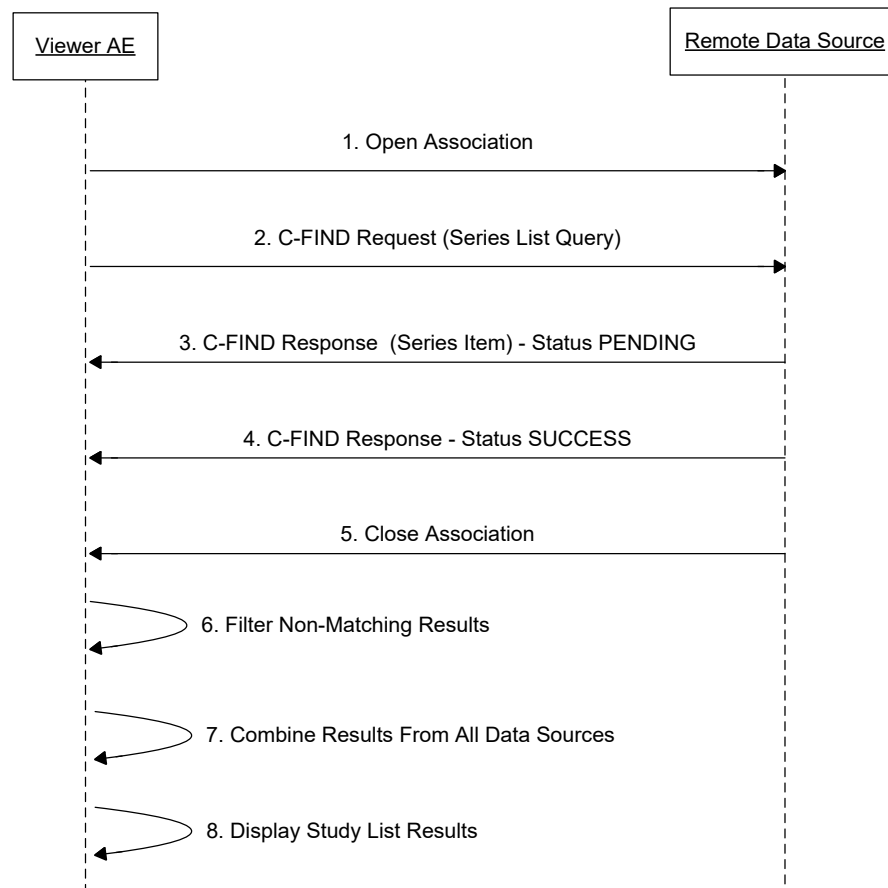 Viewer AE
Remote Data Source
1. Open Association
2. C-FIND Request (Series List Query)
3. C-FIND Response  (Series Item) - Status PENDING
4. C-FIND Response - Status SUCCESS
5. Close Association
6. Filter Non-Matching Results
7. Combine Results From All Data Sources
8. Display Study List Results